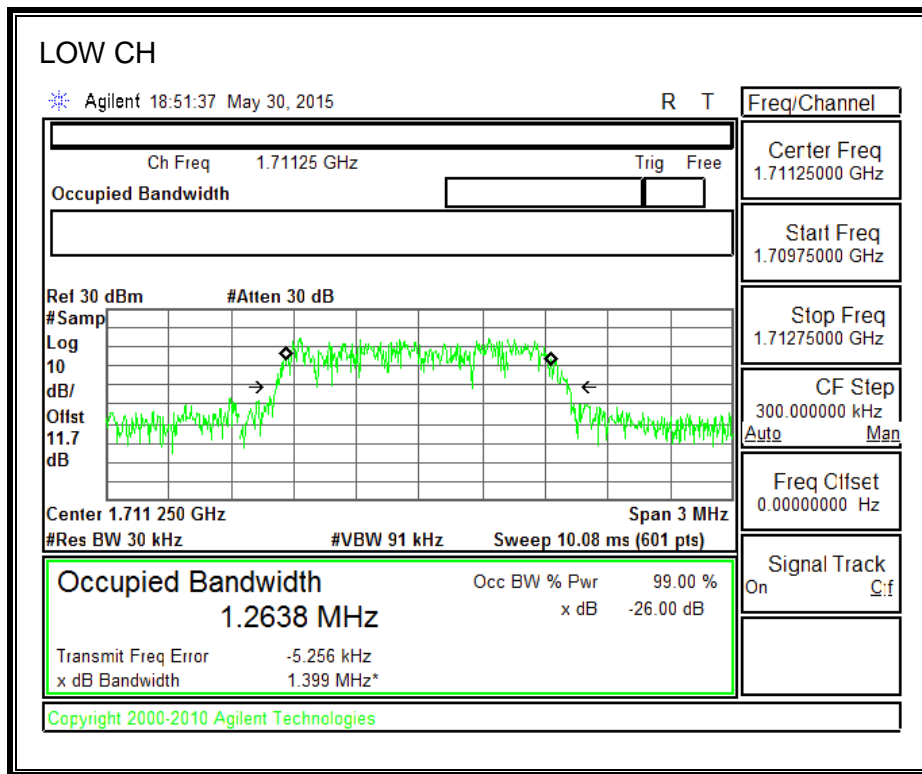 LOW CH
Agilent 18:51:37 May 30, 2015 R T
Freq/Channel
Ch Freq 1.71125 GHz Trig Free
Occupied Bandwidth
Center Freq
1.71125000 GHz
Start Freq
1.70975000 GHz
Stop Freq
1.71275000 GHz
CF Step
300.000000 kHz
Auto Man
Freq Offset
0.00000000 Hz
Signal Track
On Off
Ref 30 dBm #Atten 30 dB
#Samp
Log
10
dB/
Offst
11.7
dB
Center 1.711 250 GHz Span 3 MHz
#Res BW 30 kHz #VBW 91 kHz Sweep 10.08 ms (601 pts)
Occupied Bandwidth Occ BW % Pwr 99.00 %
1.2638 MHz x dB -26.00 dB
Transmit Freq Error -5.256 kHz
x dB Bandwidth 1.399 MHz*
Copyright 2000-2010 Agilent Technologies